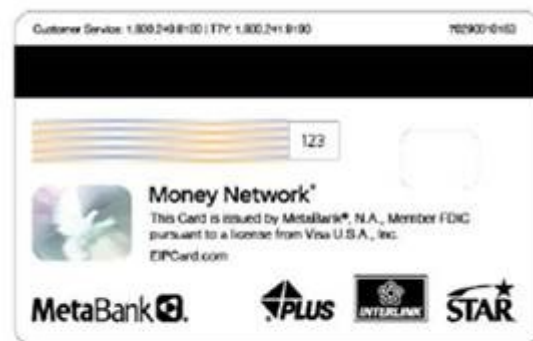 Customer Service: 1.800.240.8100 | TTY: 1.800.241.9100
123
Money Network*
This Card is issued by MetaBank®, N.A., Member FDIC
pursuant to a license from Visa U.S.A., Inc.
EIPCard.com
MetaBank
PLUS
INTERLINK
STAR